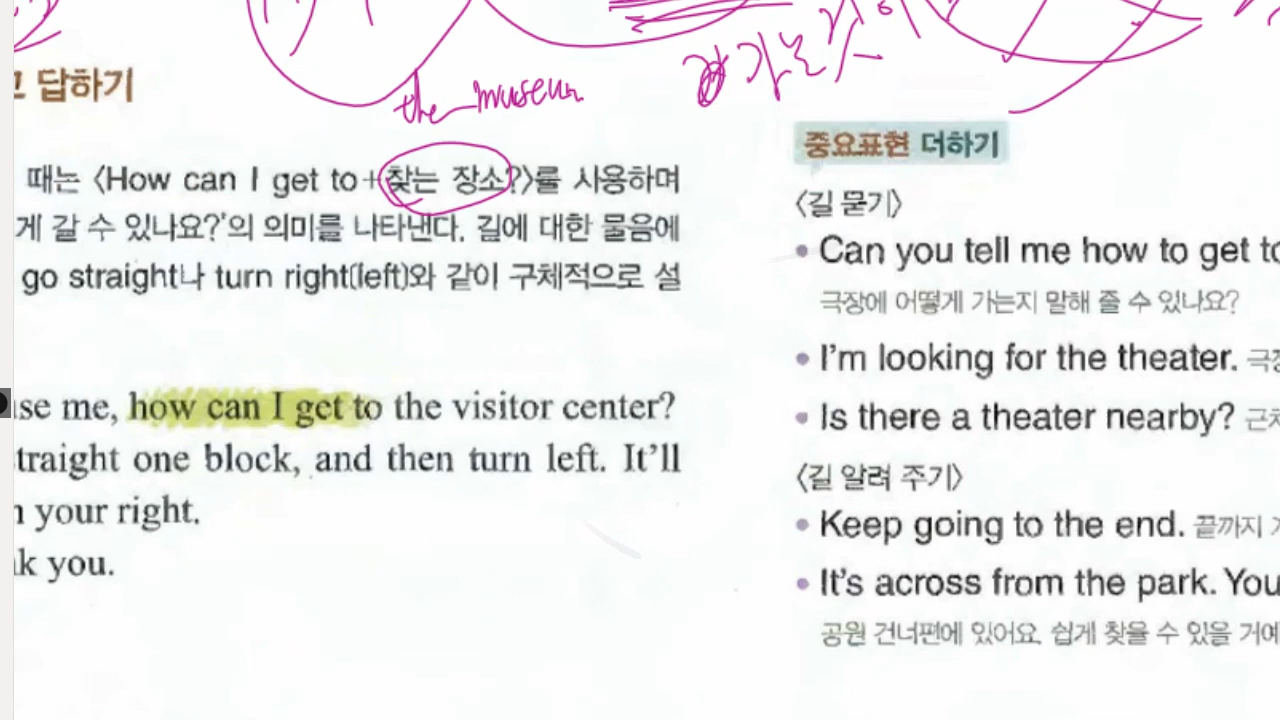 답하기
the museum
가는
때는 〈How can I get to+찾는 장소?〉를 사용하며
게 갈 수 있나요?'의 의미를 나타낸다. 길에 대한 물음에
go straight나 turn right(left)와 같이 구체적으로 설
me, how can I get to the visitor center?
one block, and then turn left. It'll
your right.
you.
중요표현 더하기
〈길 묻기〉
• Can you tell me how to get to
극장에 어떻게 가는지 말해 줄 수 있나요?
• I'm looking for the theater.
• Is there a theater nearby?
〈길 알려 주기〉
• Keep going to the end. 끝까지
• It's across from the park. You
공원 건너편에 있어요. 쉽게 찾을 수 있을 거예